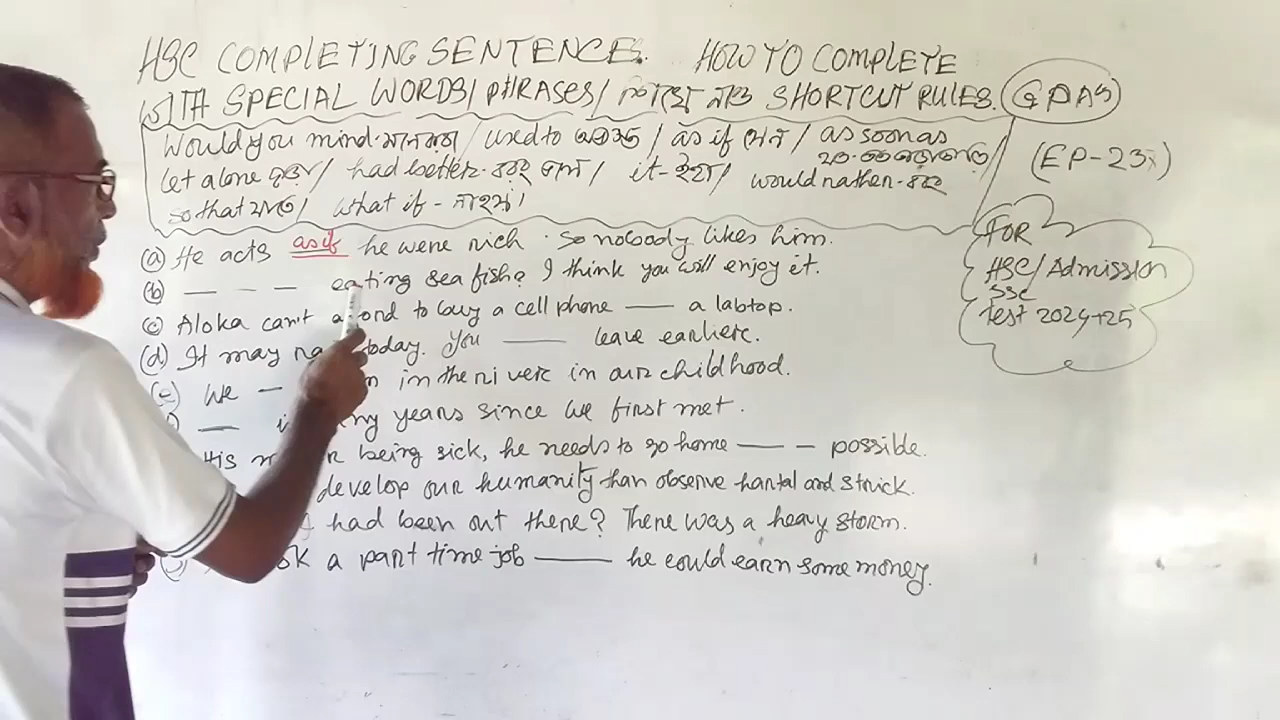 HSC COMPLETING SENTENCES. HOW TO COMPLETE
WITH SPECIAL WORDS/ PHRASES/ SHORTCUT RULES. GPA5
(EP-23)
Would you mind- / used to / as if যেন / as soon as
let alone / had better- / it- / would rather-
so that যাতে / what if -
(a) He acts as if he were rich. So nobody likes him.
(b) — — — eating sea fish? I think you will enjoy it.
(c) Aloka can't afford to buy a cell phone —— a labtop.
(d) It may rain today. You —— leave earlier.
We — in the river in our childhood.
—— years since we first met.
His being sick, he needs to go home —— — possible.
develop our humanity than observe hartal and strick.
I had been out there? There was a heavy storm.
a part time job —— he could earn some money.
FOR
HSC/Admission
SSC
Test 2024+25